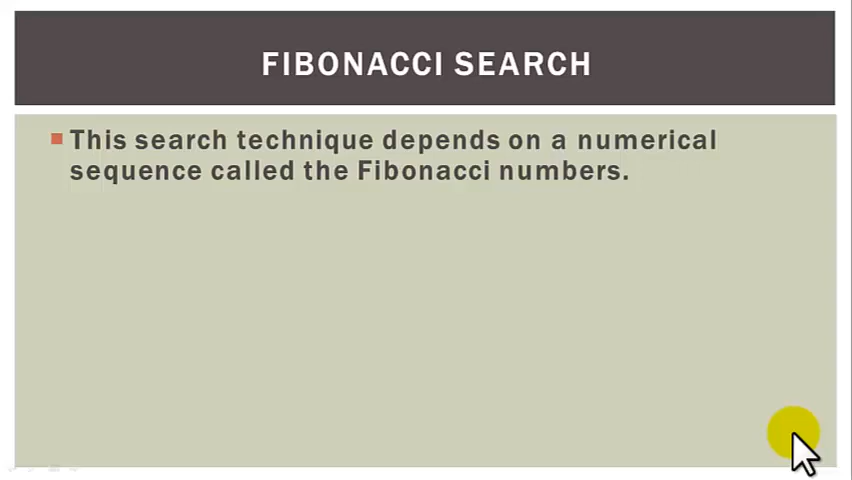 FIBONACCI SEARCH
This search technique depends on a numerical
sequence called the Fibonacci numbers.